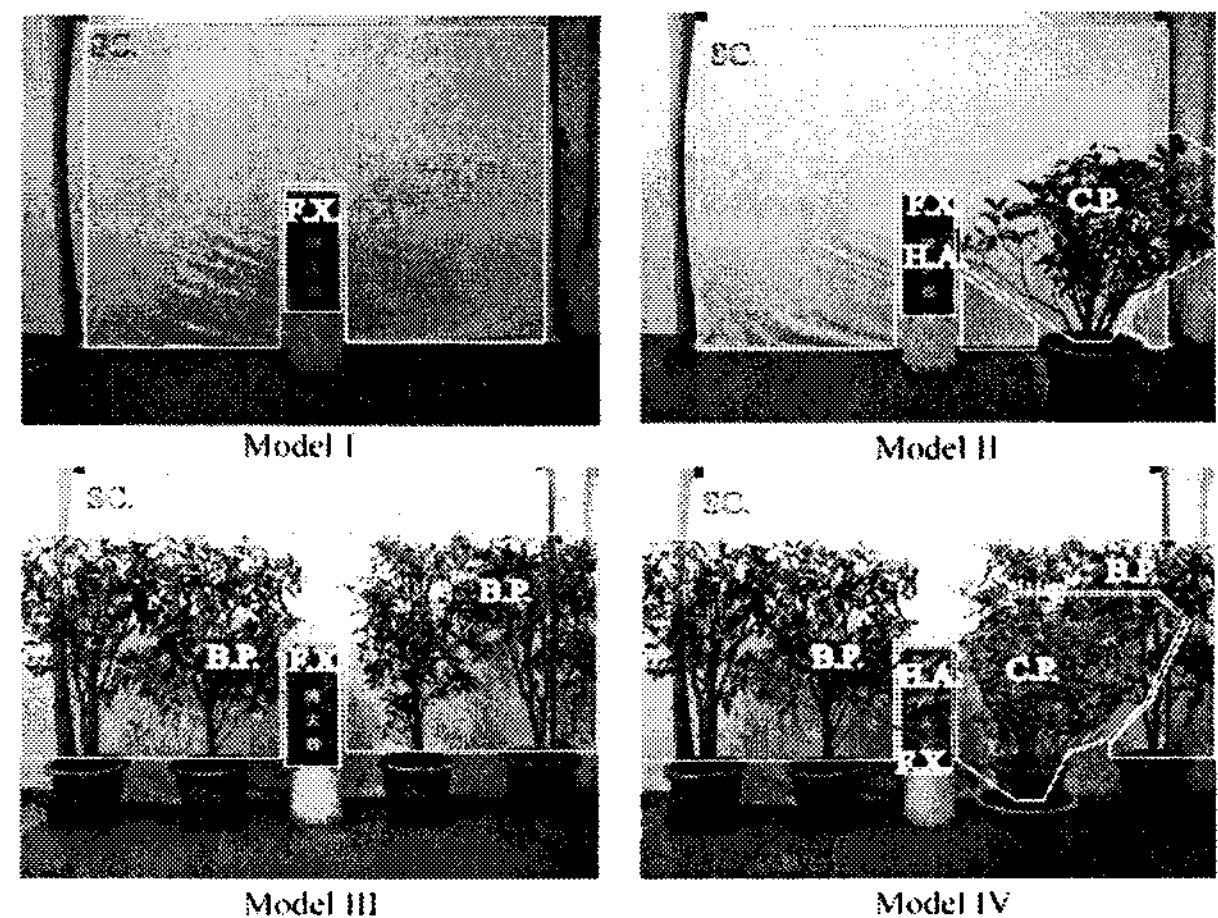 SC.
F.X.
Model I
SC.
C.P.
F.X.
H.A.
Model II
SC.
B.P.
B.P.
F.X.
Model III
SC.
B.P.
B.P.
H.A.
C.P.
F.X.
Model IV